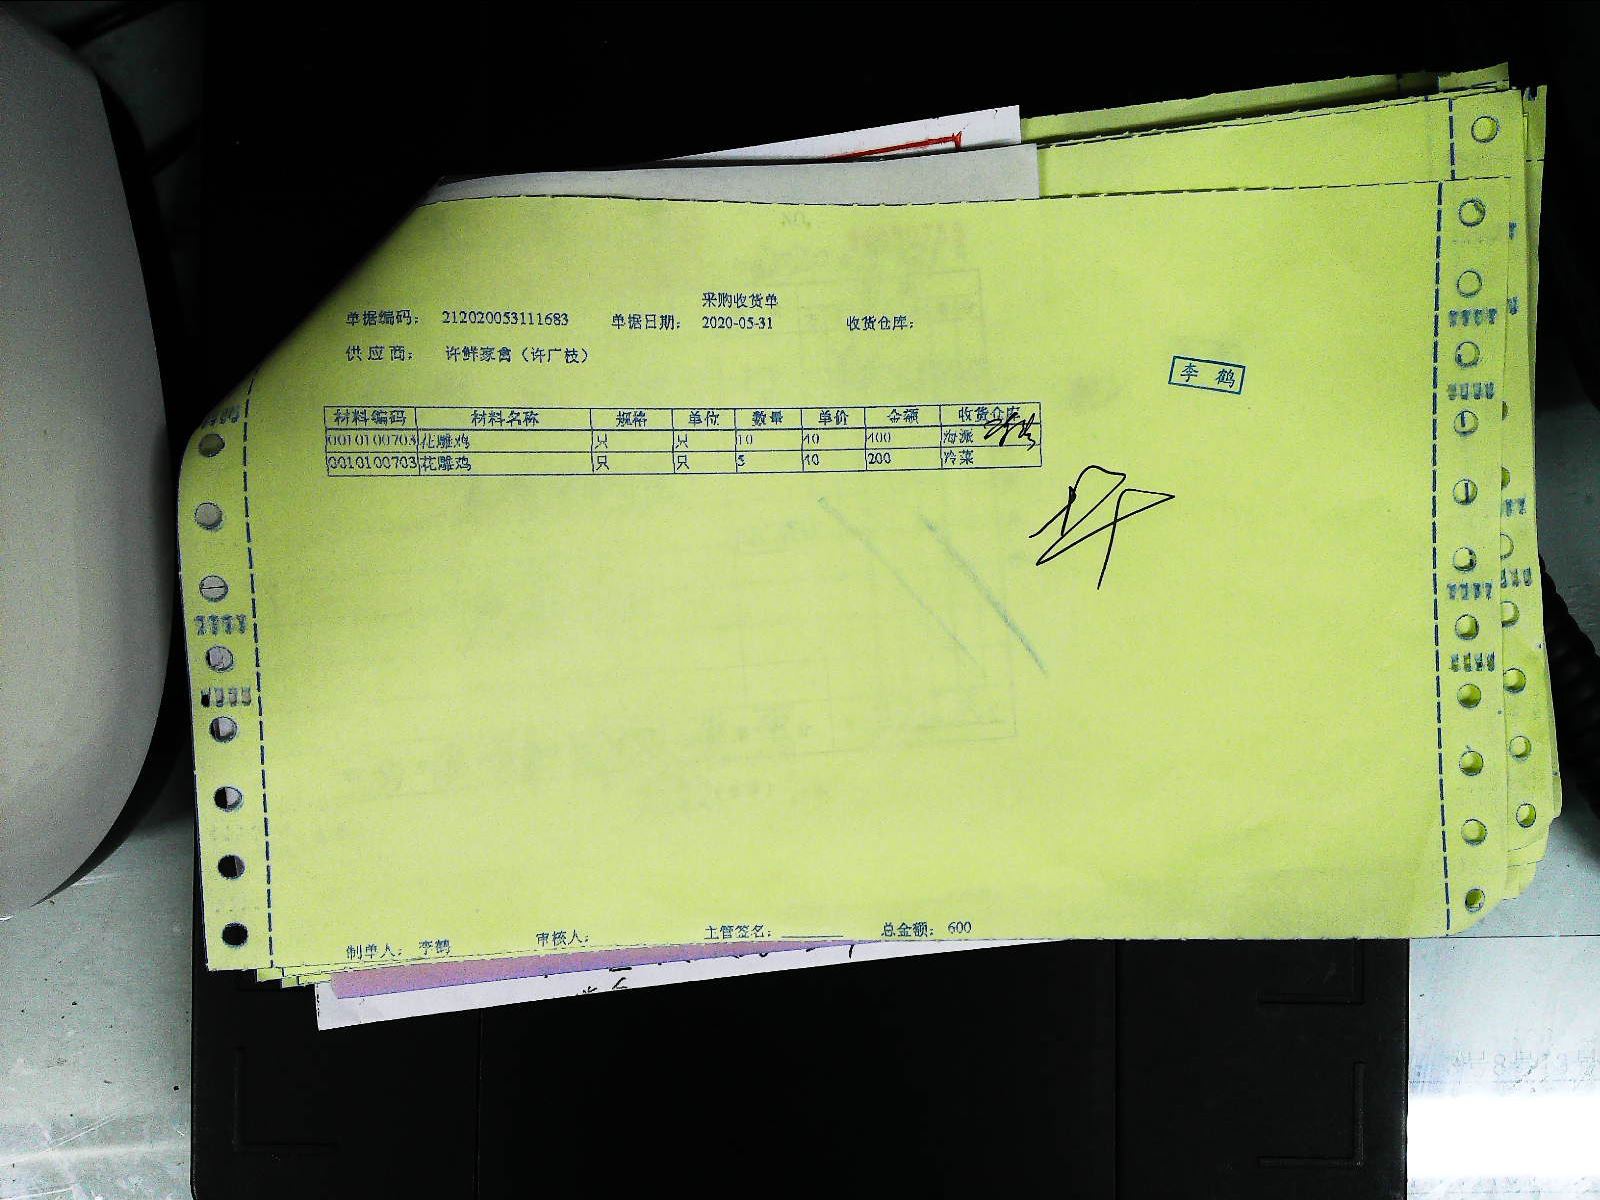 采购收货单
单据编码： 212020053111683 单据日期： 2020-05-31 收货仓库：
供应商： 许鲜家禽（许广枝）
李鹤
材料编码 材料名称 规格 单位 数量 单价 金额 收货仓库
0010100703 花雕鸡 只 只 10 40 400 海派
0010100703 花雕鸡 只 只 5 40 200 冷菜
制单人： 李鹤 审核人： 主管签名： 总金额： 600